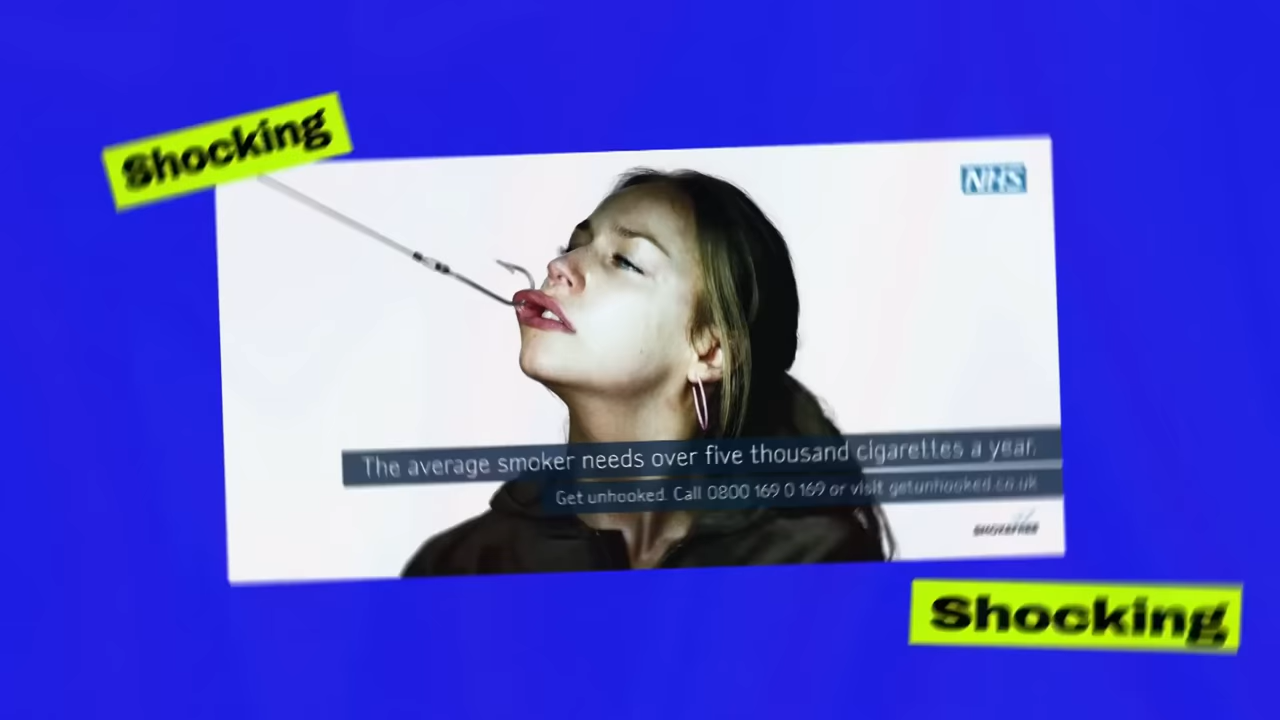 Shocking
NHS
The average smoker needs over five thousand cigarettes a year.
Get unhooked. Call 0800 169 0 169 or visit getunhooked.co.uk
SMOKEFREE
Shocking